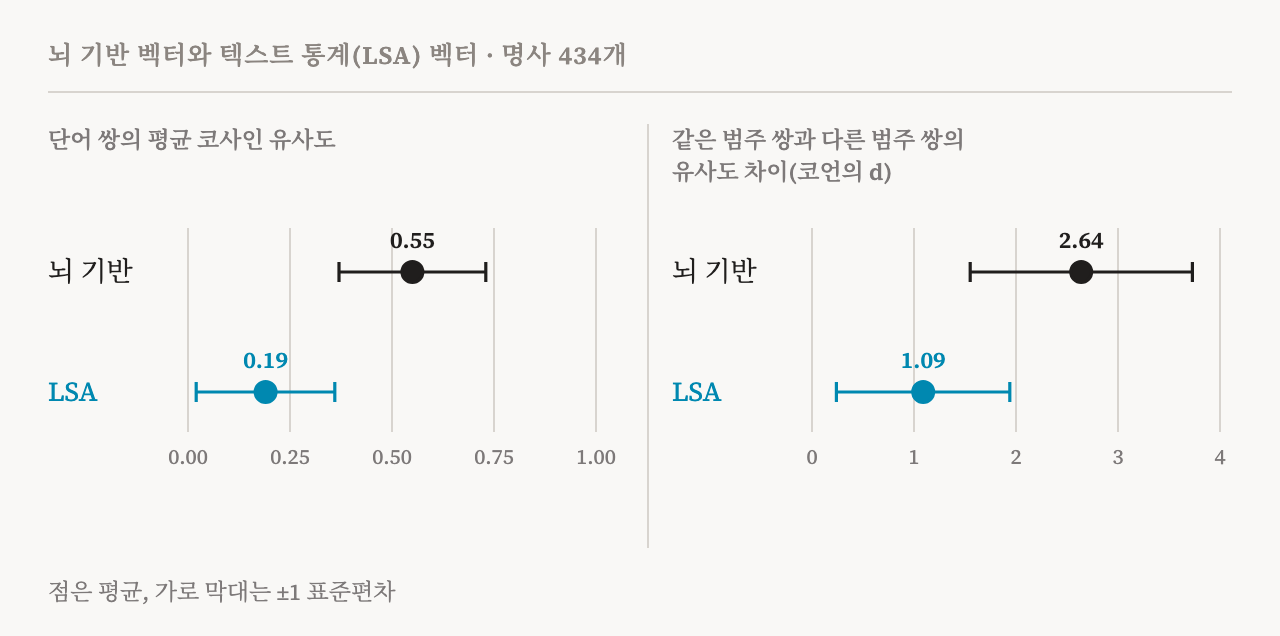 뇌 기반 벡터와 텍스트 통계(LSA) 벡터 · 명사 434개
단어 쌍의 평균 코사인 유사도
0.55
뇌 기반
0.19
LSA
0.00 0.25 0.50 0.75 1.00
같은 범주 쌍과 다른 범주 쌍의
유사도 차이(코언의 d)
2.64
뇌 기반
1.09
LSA
0 1 2 3 4
점은 평균, 가로 막대는 ±1 표준편차